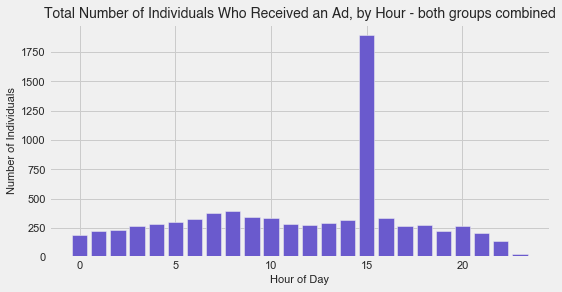 Total Number of Individuals Who Received an Ad, by Hour - both groups combined
1750
1500
1250
1000
750
500
250
0
Number of Individuals
0 5 10 15 20
Hour of Day